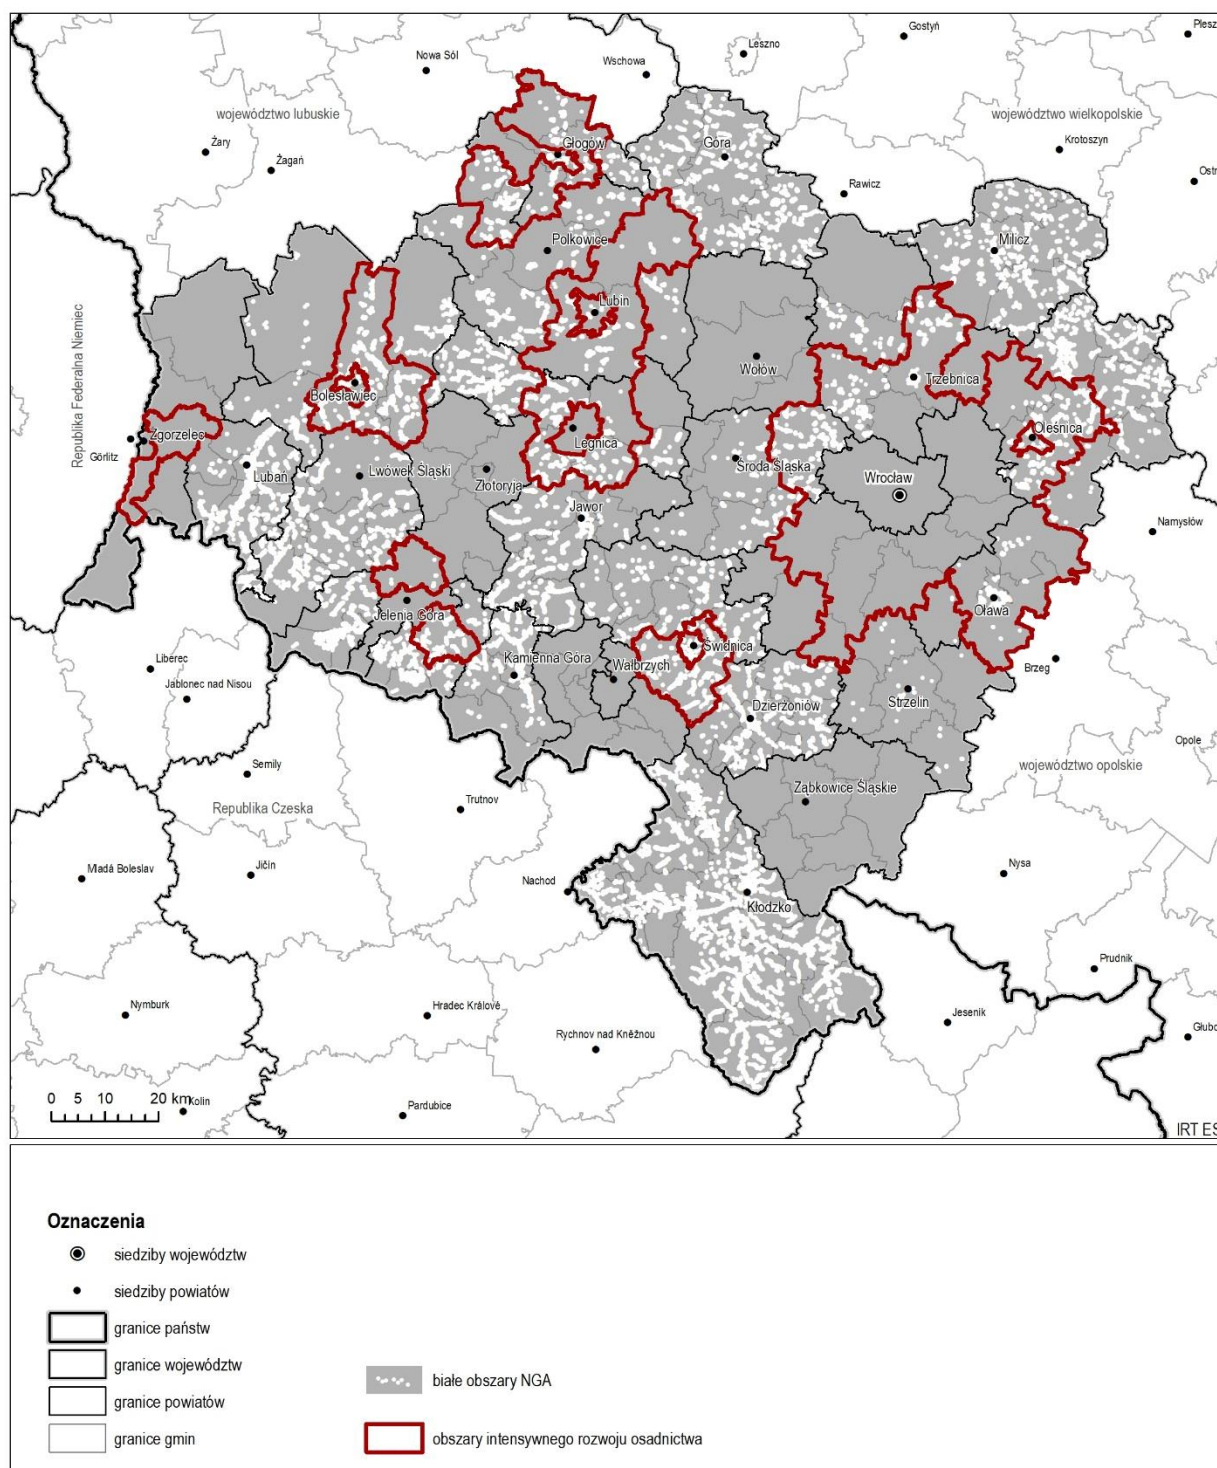 Gostyń
Plesz
Leszno
Nowa Sól
Wschowa
województwo lubuskie
województwo wielkopolskie
Żary
Żagań
Głogów
Góra
Krotoszyn
Rawicz
Ostr
Polkowice
Milicz
Republika Federalna Niemiec
Lubin
Wołów
Trzebnica
Bolesławiec
Zgorzelec
Görlitz
Legnica
Oleśnica
Lubań
Lwówek Śląski
Złotoryja
Środa Śląska
Wrocław
Jawor
Namysłów
Jelenia Góra
Oława
Świdnica
Kamienna Góra
Wałbrzych
Liberec
Brzeg
Jablonec nad Nisou
Strzelin
Dzierżoniów
Opole
Semily
województwo opolskie
Republika Czeska
Trutnov
Ząbkowice Śląskie
Mladá Boleslav
Jičín
Nachod
Nysa
Kłodzko
Prudnik
Nymburk
Hradec Králové
Rychnov nad Kněžnou
Jesenik
Głubc
0 5 10 20 km
Kolin
Pardubice
IRT ES
Oznaczenia
siedziby województw
siedziby powiatów
granice państw
granice województw
granice powiatów
granice gmin
białe obszary NGA
obszary intensywnego rozwoju osadnictwa